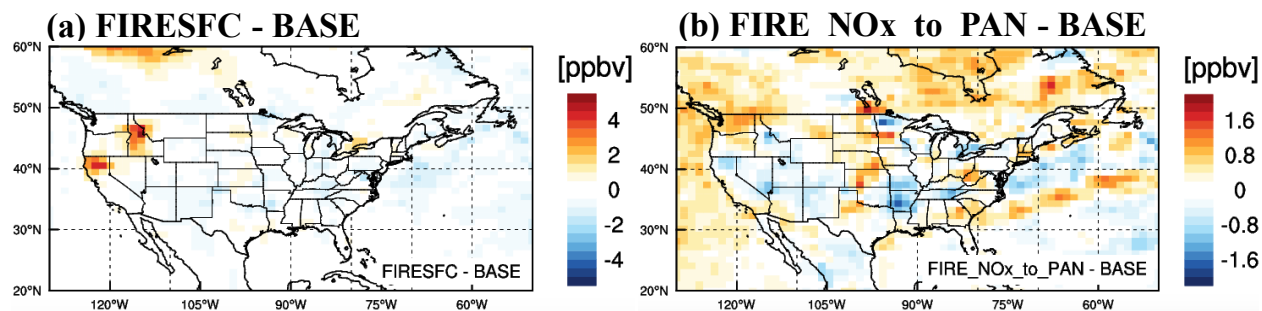 (a) FIRESFC - BASE
(b) FIRE NOx to PAN - BASE
60°N
50°N
40°N
30°N
20°N
120°W 105°W 90°W 75°W 60°W
FIRESFC - BASE
[ppbv]
4
2
0
-2
-4
60°N
50°N
40°N
30°N
20°N
120°W 105°W 90°W 75°W 60°W
FIRE_NOx_to_PAN - BASE
[ppbv]
1.6
0.8
0
-0.8
-1.6